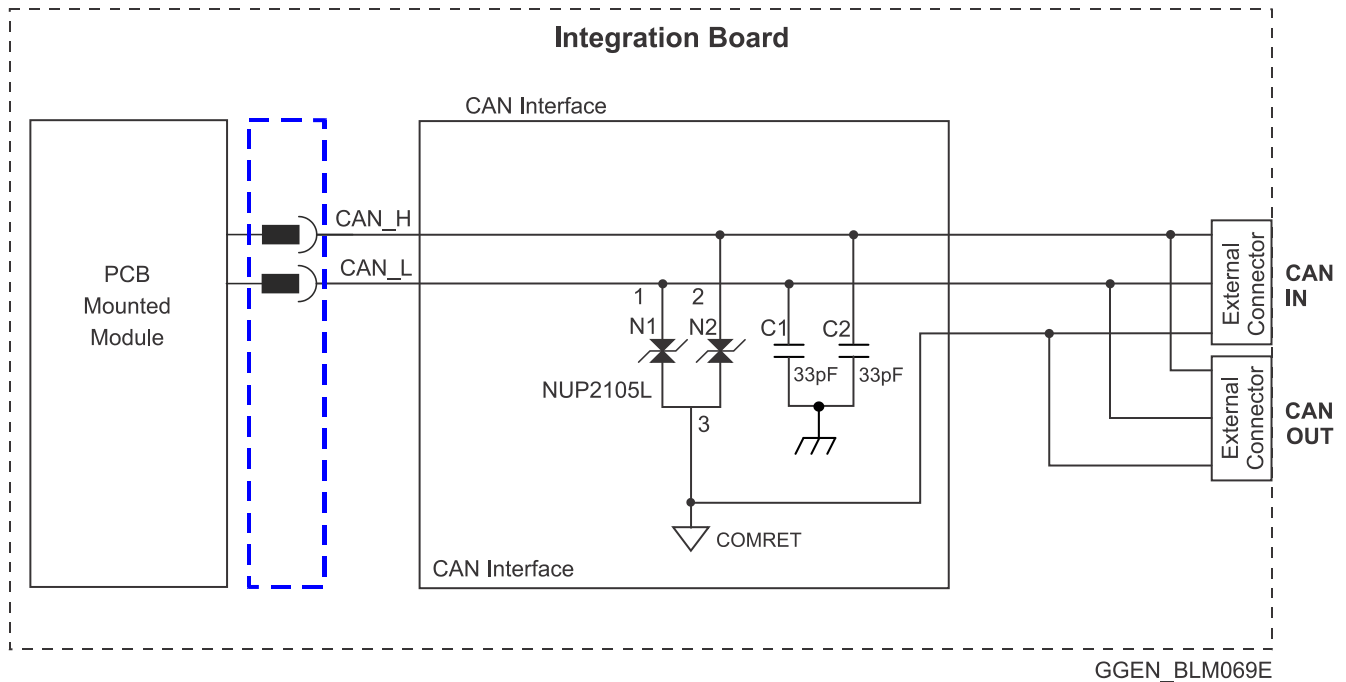 Integration Board
CAN Interface
CAN_H
CAN_L
PCB
Mounted
Module
1
2
N1
N2
C1
C2
33pF
33pF
NUP2105L
3
COMRET
CAN Interface
External
Connector
CAN
IN
External
Connector
CAN
OUT
GGEN_BLM069E